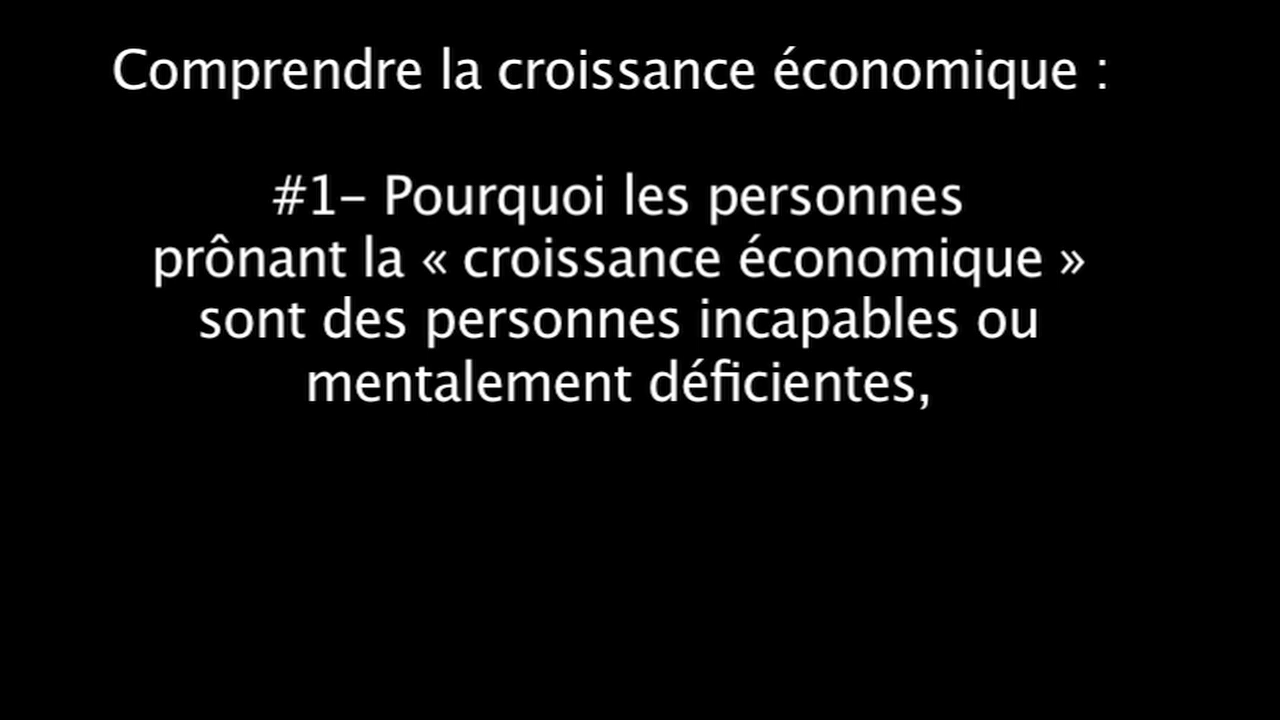 Comprendre la croissance économique :
#1- Pourquoi les personnes
prônant la « croissance économique »
sont des personnes incapables ou
mentalement déficientes,